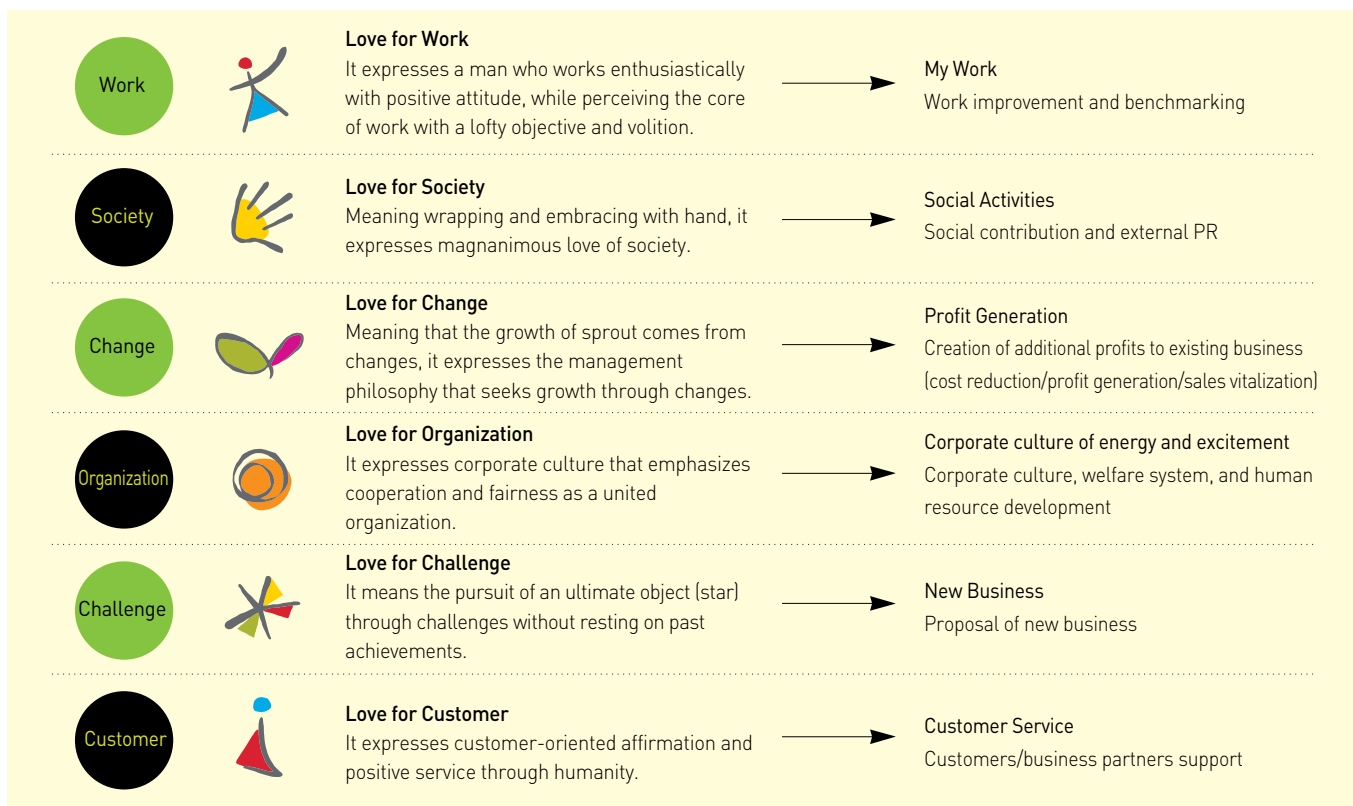 Work
Love for Work
It expresses a man who works enthusiastically
with positive attitude, while perceiving the core
of work with a lofty objective and volition.
My Work
Work improvement and benchmarking
Society
Love for Society
Meaning wrapping and embracing with hand, it
expresses magnanimous love of society.
Social Activities
Social contribution and external PR
Change
Love for Change
Meaning that the growth of sprout comes from
changes, it expresses the management
philosophy that seeks growth through changes.
Profit Generation
Creation of additional profits to existing business
(cost reduction/profit generation/sales vitalization)
Organization
Love for Organization
It expresses corporate culture that emphasizes
cooperation and fairness as a united
organization.
Corporate culture of energy and excitement
Corporate culture, welfare system, and human
resource development
Challenge
Love for Challenge
It means the pursuit of an ultimate object (star)
through challenges without resting on past
achievements.
New Business
Proposal of new business
Customer
Love for Customer
It expresses customer-oriented affirmation and
positive service through humanity.
Customer Service
Customers/business partners support